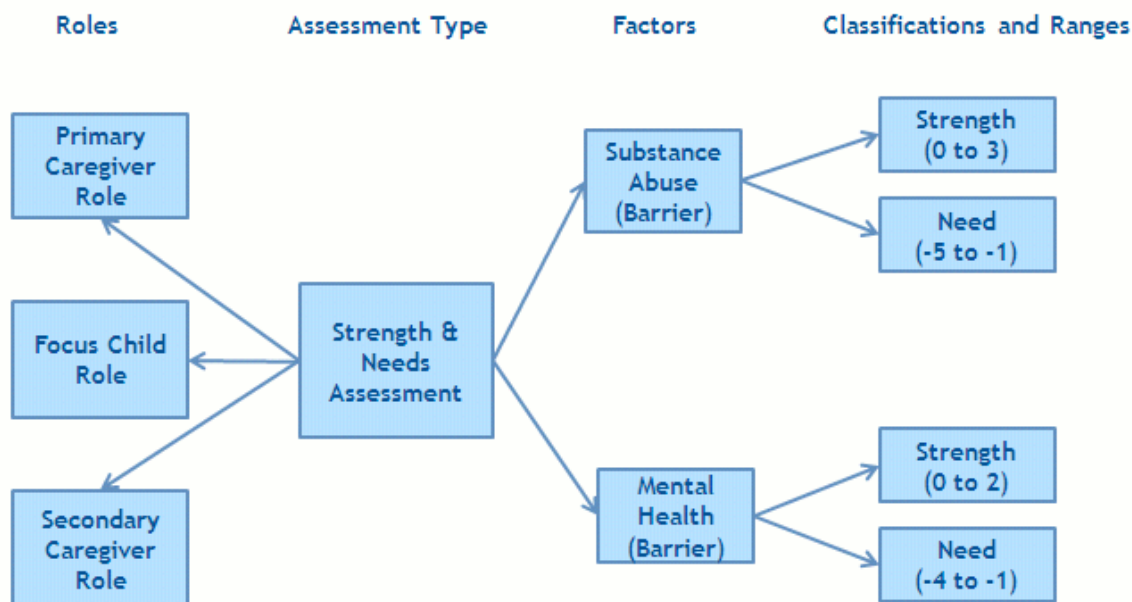 Roles
Assessment Type
Factors
Classifications and Ranges
Primary
Caregiver
Role
Focus Child
Role
Secondary
Caregiver
Role
Strength &
Needs
Assessment
Substance
Abuse
(Barrier)
Mental
Health
(Barrier)
Strength
(0 to 3)
Need
(-5 to -1)
Strength
(0 to 2)
Need
(-4 to -1)